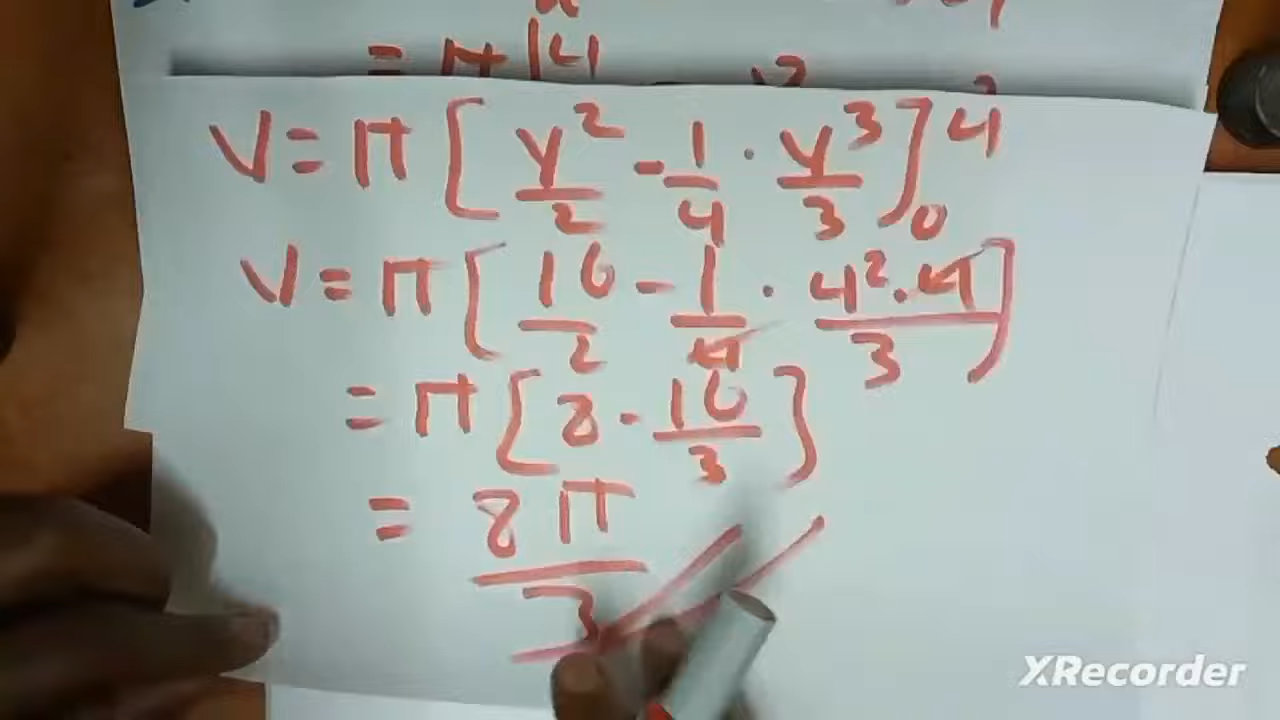 = π 4
V = π [ y²/2 - 1/4 · y³/3 ]₀⁴
V = π [ 16/2 - 1/4 · 4²·4/3 ]
= π [ 8 - 16/3 ]
= 8π/3
XRecorder